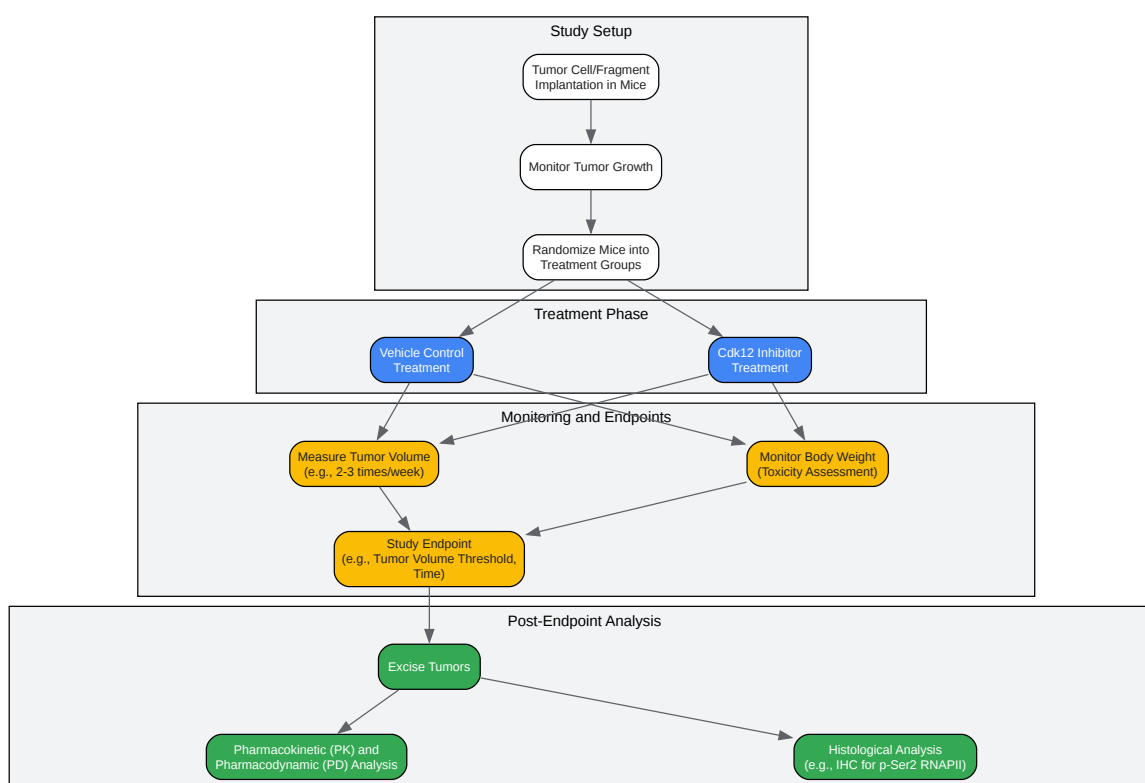 Study Setup
Tumor Cell/Fragment
Implantation in Mice
Monitor Tumor Growth
Randomize Mice into
Treatment Groups
Treatment Phase
Vehicle Control
Treatment
Cdk12 Inhibitor
Treatment
Monitoring and Endpoints
Measure Tumor Volume
(e.g., 2-3 times/week)
Monitor Body Weight
(Toxicity Assessment)
Study Endpoint
(e.g., Tumor Volume Threshold,
Time)
Post-Endpoint Analysis
Excise Tumors
Pharmacokinetic (PK) and
Pharmacodynamic (PD) Analysis
Histological Analysis
(e.g., IHC for p-Ser2 RNAPII)